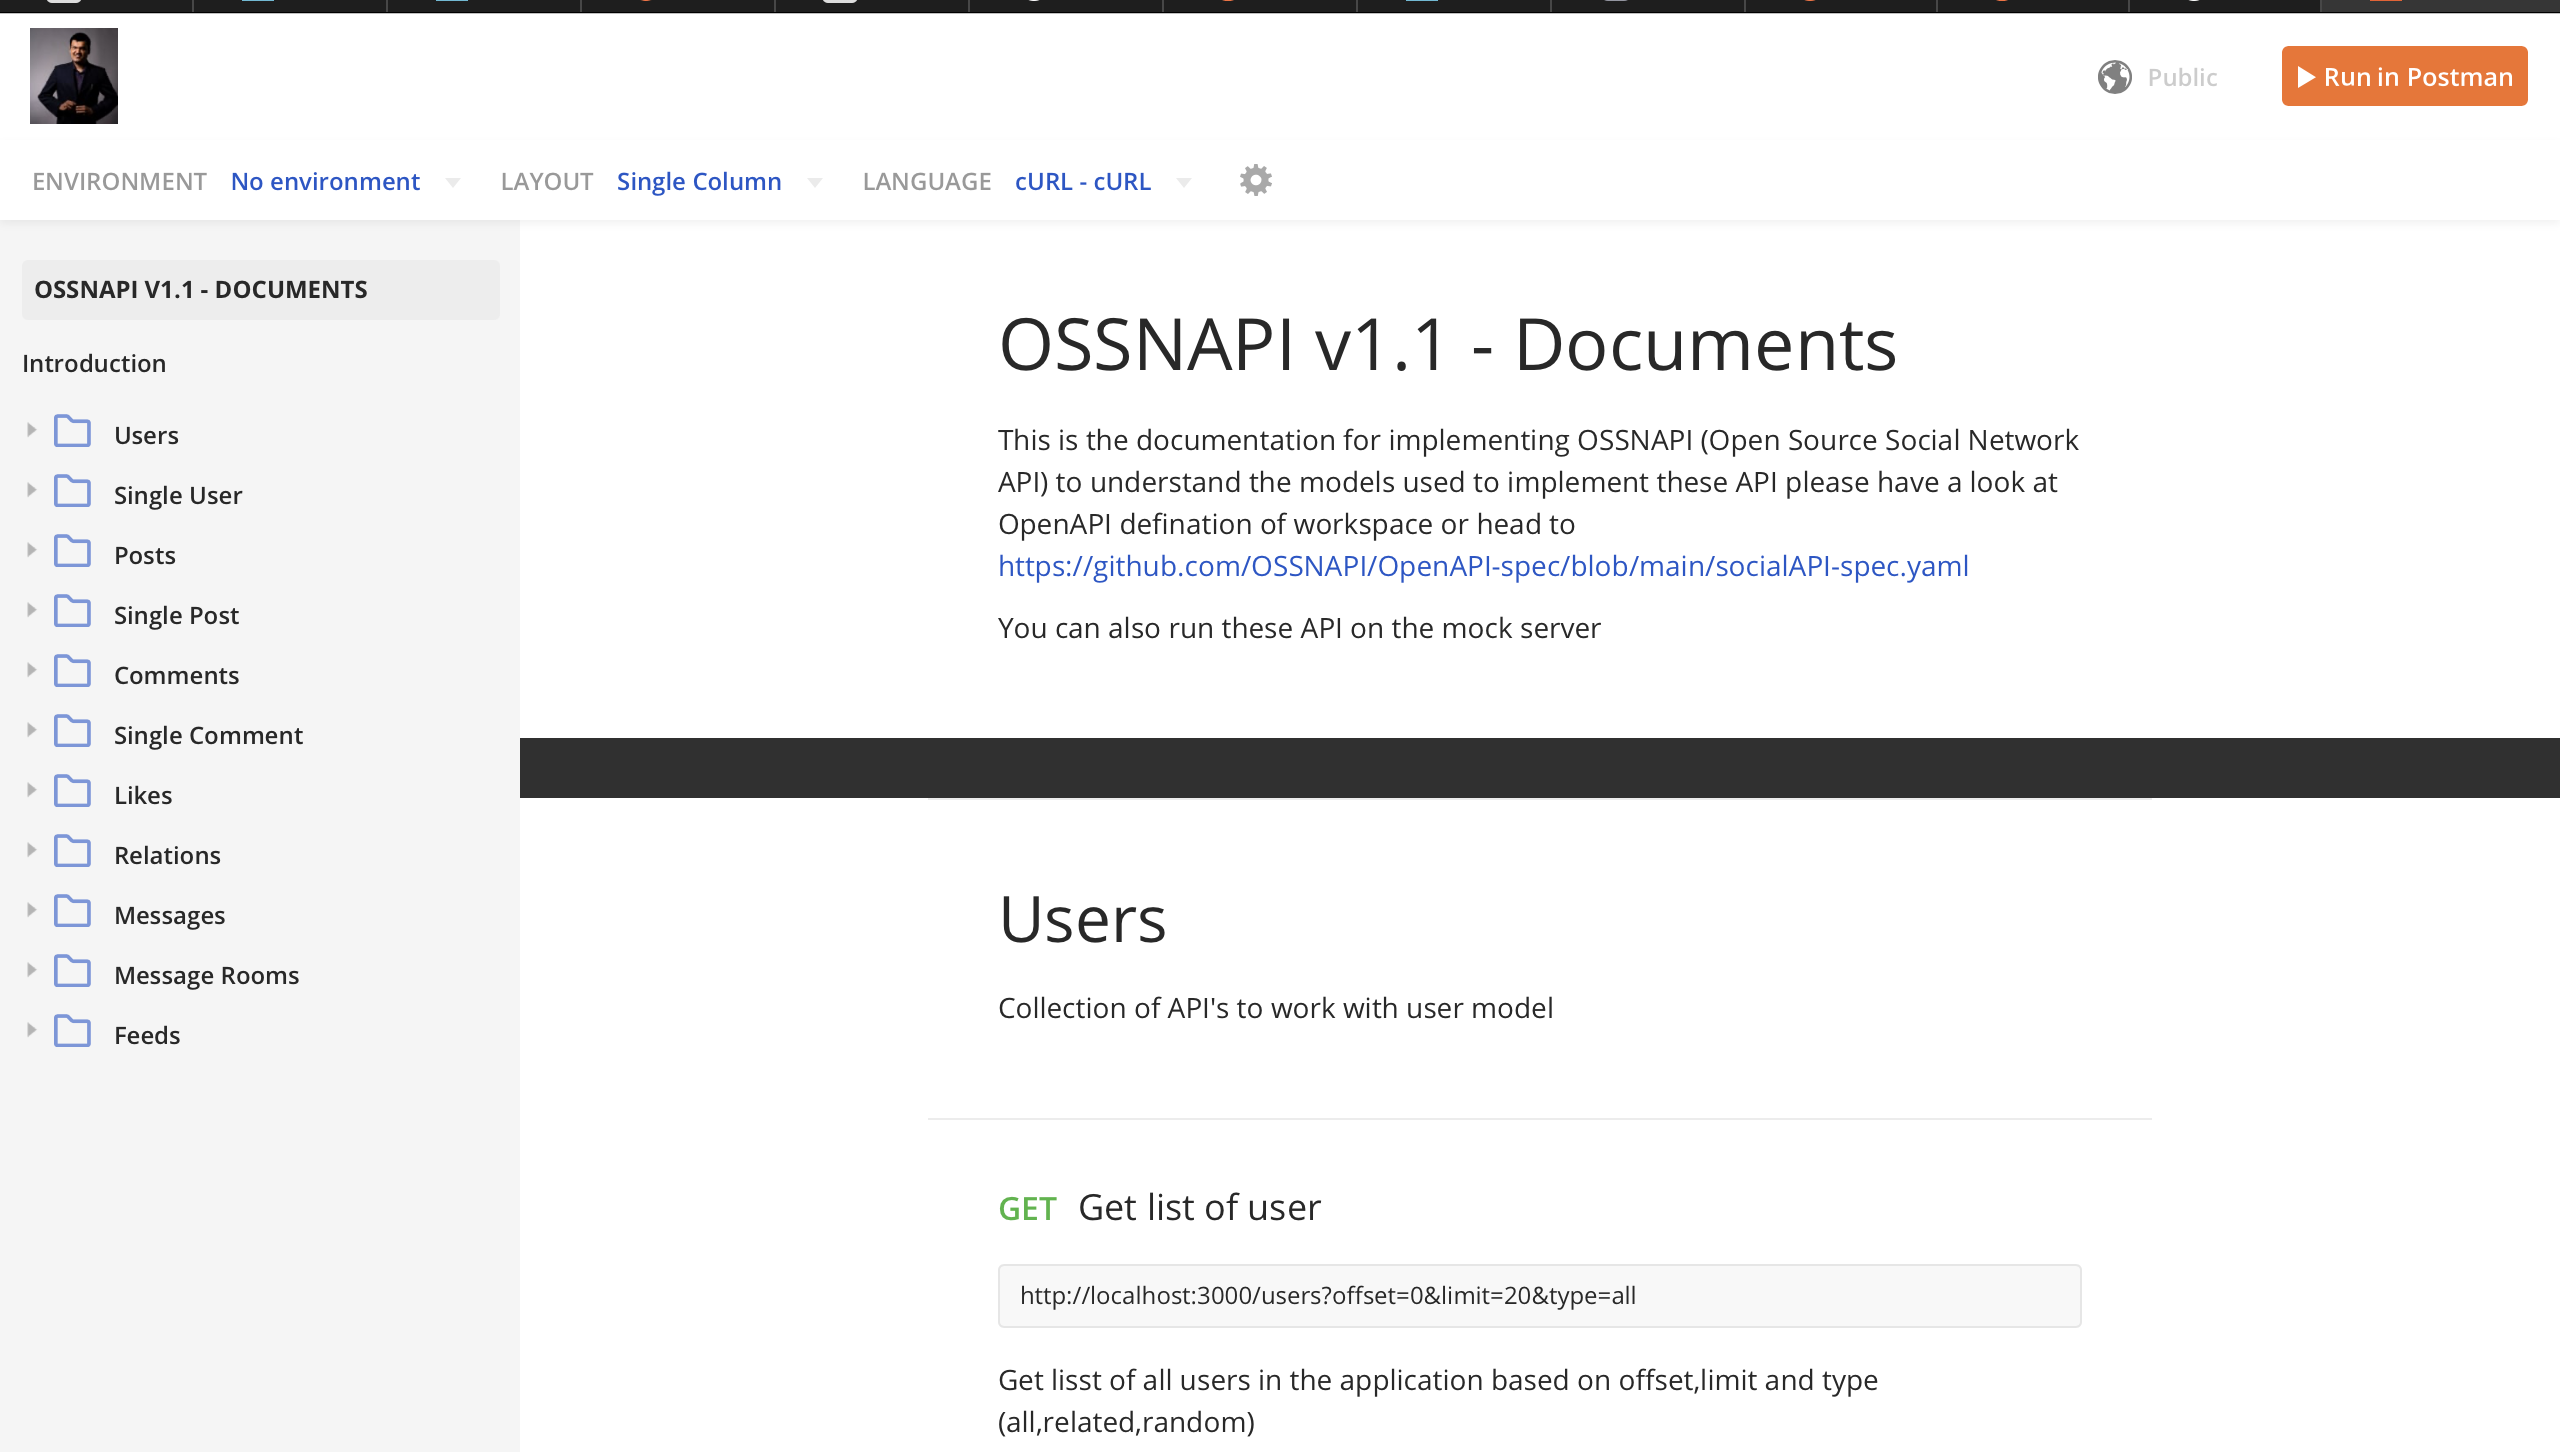 Public
Run in Postman
ENVIRONMENT No environment LAYOUT Single Column LANGUAGE cURL - cURL
OSSNAPI V1.1 - DOCUMENTS
Introduction
Users
Single User
Posts
Single Post
Comments
Single Comment
Likes
Relations
Messages
Message Rooms
Feeds
OSSNAPI v1.1 - Documents
This is the documentation for implementing OSSNAPI (Open Source Social Network
API) to understand the models used to implement these API please have a look at
OpenAPI defination of workspace or head to
https://github.com/OSSNAPI/OpenAPI-spec/blob/main/socialAPI-spec.yaml
You can also run these API on the mock server
Users
Collection of API's to work with user model
GET Get list of user
http://localhost:3000/users?offset=0&limit=20&type=all
Get lisst of all users in the application based on offset,limit and type
(all,related,random)